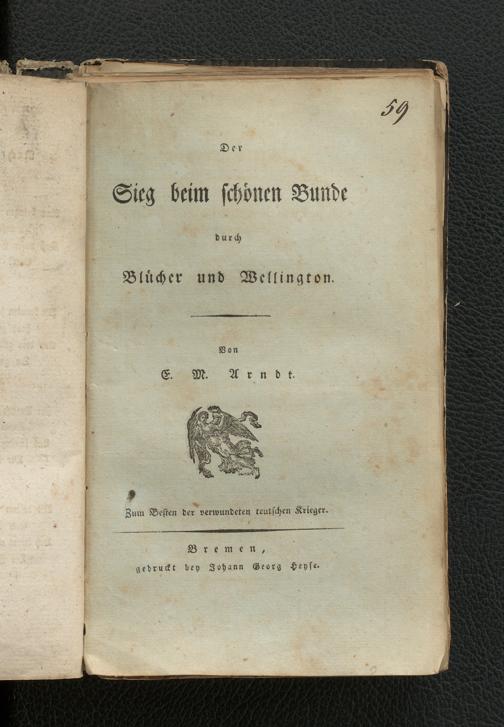 59
Der
Sieg beim schönen Bunde
durch
Blücher und Wellington.
Von
E. M. Arndt.
Zum Besten der verwundeten teutschen Krieger.
Bremen,
gedruckt bey Johann Georg Heyse.